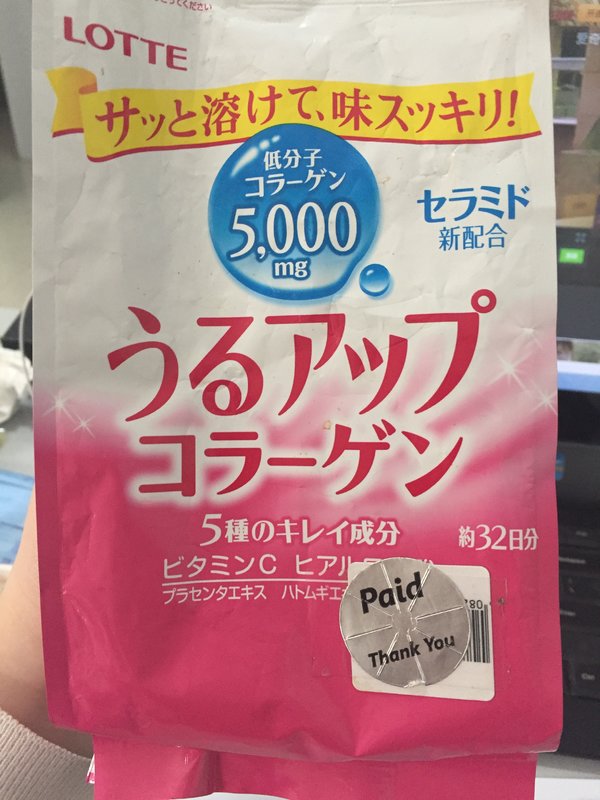 LOTTE
サッと溶けて、味スッキリ!
低分子
コラーゲン
5,000
mg
セラミド
新配合
うるアップ
コラーゲン
5種のキレイ成分
約32日分
ビタミンC ヒアル
プラセンタエキス ハトムギエ
Paid
Thank You